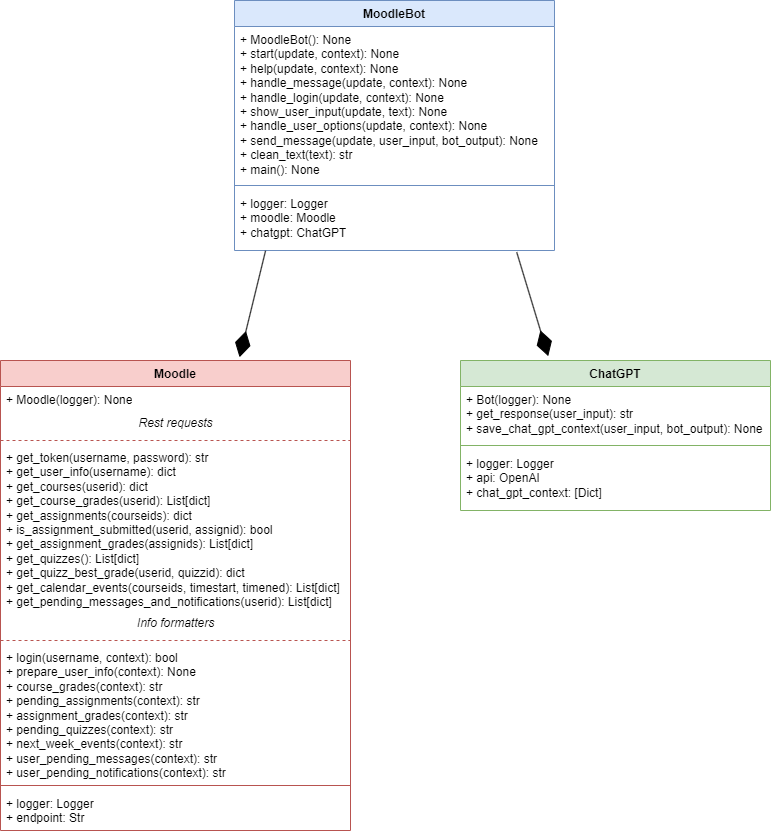 MoodleBot
+ MoodleBot(): None
+ start(update, context): None
+ help(update, context): None
+ handle_message(update, context): None
+ handle_login(update, context): None
+ show_user_input(update, text): None
+ handle_user_options(update, context): None
+ send_message(update, user_input, bot_output): None
+ clean_text(text): str
+ main(): None
+ logger: Logger
+ moodle: Moodle
+ chatgpt: ChatGPT
Moodle
+ Moodle(logger): None
Rest requests
+ get_token(username, password): str
+ get_user_info(username): dict
+ get_courses(userid): dict
+ get_course_grades(userid): List[dict]
+ get_assignments(courseids): dict
+ is_assignment_submitted(userid, assignid): bool
+ get_assignment_grades(assignids): List[dict]
+ get_quizzes(): List[dict]
+ get_quizz_best_grade(userid, quizzid): dict
+ get_calendar_events(courseids, timestart, timened): List[dict]
+ get_pending_messages_and_notifications(userid): List[dict]
Info formatters
+ login(username, context): bool
+ prepare_user_info(context): None
+ course_grades(context): str
+ pending_assignments(context): str
+ assignment_grades(context): str
+ pending_quizzes(context): str
+ next_week_events(context): str
+ user_pending_messages(context): str
+ user_pending_notifications(context): str
+ logger: Logger
+ endpoint: Str
ChatGPT
+ Bot(logger): None
+ get_response(user_input): str
+ save_chat_gpt_context(user_input, bot_output): None
+ logger: Logger
+ api: OpenAI
+ chat_gpt_context: [Dict]